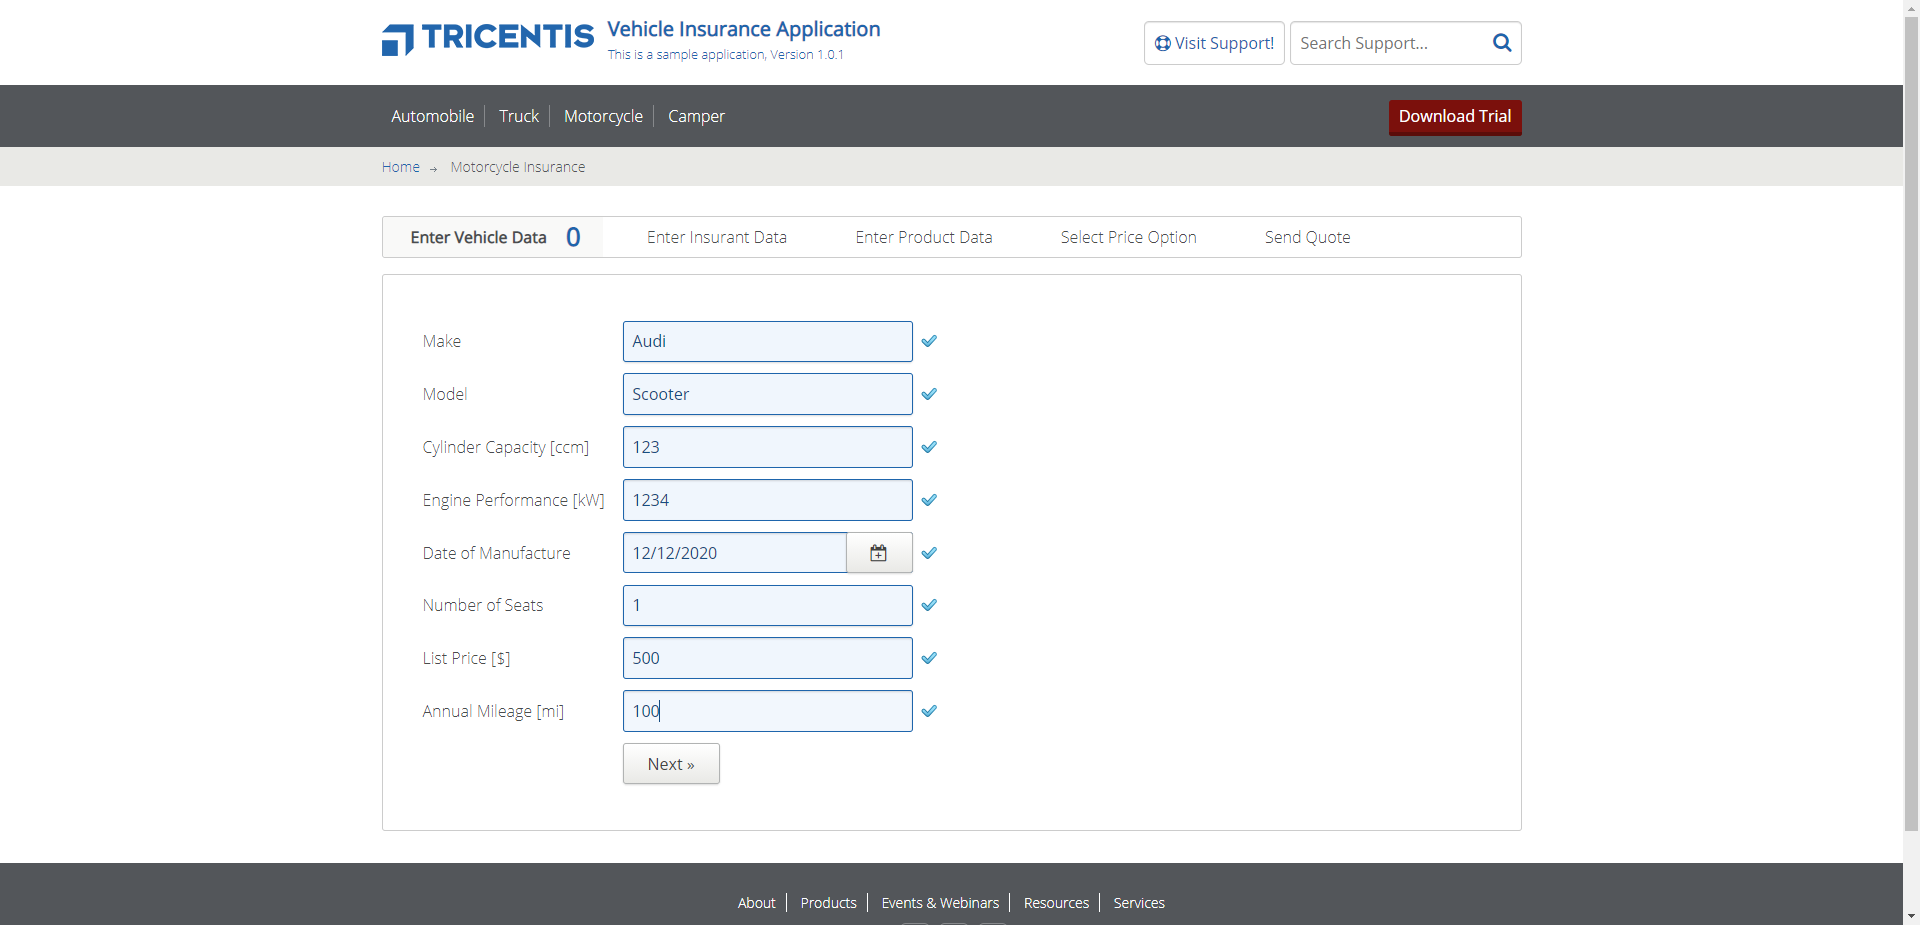 TRICENTIS
Vehicle Insurance Application
This is a sample application, Version 1.0.1
Visit Support!
Search Support...
Automobile
Truck
Motorcycle
Camper
Download Trial
Home → Motorcycle Insurance
Enter Vehicle Data 0
Enter Insurant Data
Enter Product Data
Select Price Option
Send Quote
Make
Audi
Model
Scooter
Cylinder Capacity [ccm]
123
Engine Performance [kW]
1234
Date of Manufacture
12/12/2020
Number of Seats
1
List Price [$]
500
Annual Mileage [mi]
100
Next »
About
Products
Events & Webinars
Resources
Services